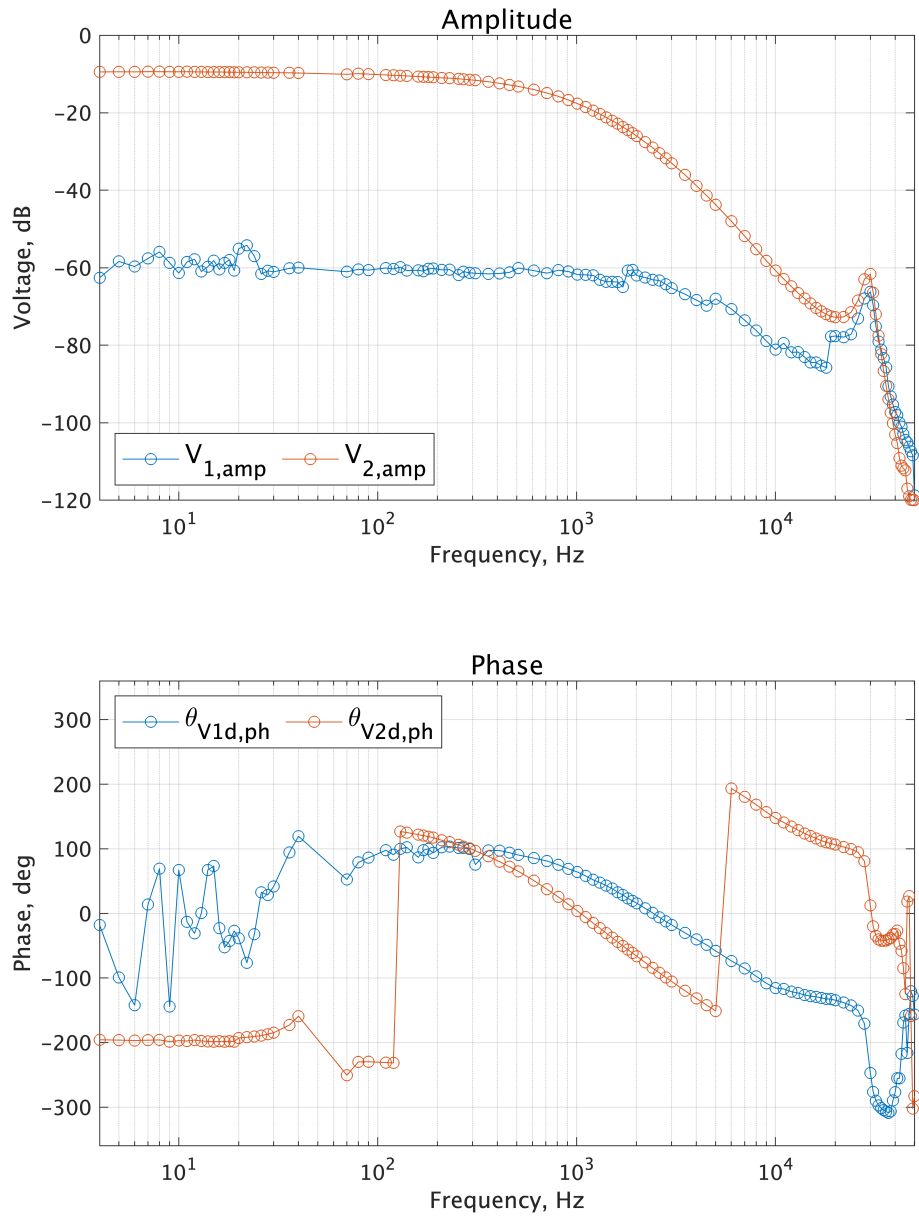 Amplitude
0
-20
-40
-60
-80
-100
-120
Voltage, dB
V1,amp V2,amp
10^1 10^2 10^3 10^4
Frequency, Hz
Phase
300
200
100
0
-100
-200
-300
Phase, deg
θV1d,ph θV2d,ph
10^1 10^2 10^3 10^4
Frequency, Hz